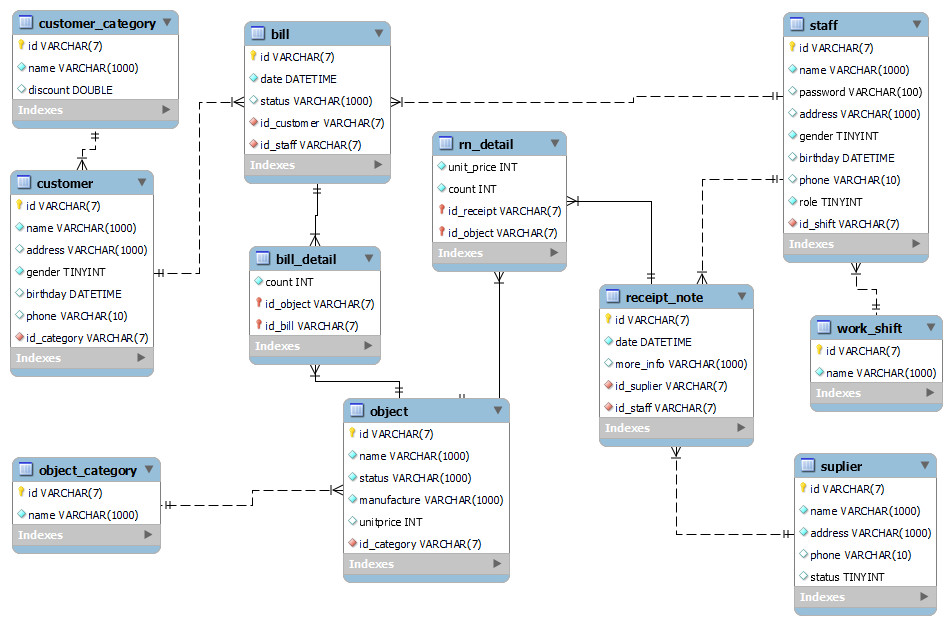 customer_category
id VARCHAR(7)
name VARCHAR(1000)
discount DOUBLE
Indexes
customer
id VARCHAR(7)
name VARCHAR(1000)
address VARCHAR(1000)
gender TINYINT
birthday DATETIME
phone VARCHAR(10)
id_category VARCHAR(7)
Indexes
object_category
id VARCHAR(7)
name VARCHAR(1000)
Indexes
bill
id VARCHAR(7)
date DATETIME
status VARCHAR(1000)
id_customer VARCHAR(7)
id_staff VARCHAR(7)
Indexes
bill_detail
count INT
id_object VARCHAR(7)
id_bill VARCHAR(7)
Indexes
object
id VARCHAR(7)
name VARCHAR(1000)
status VARCHAR(1000)
manufacture VARCHAR(1000)
unitprice INT
id_category VARCHAR(7)
Indexes
rn_detail
unit_price INT
count INT
id_receipt VARCHAR(7)
id_object VARCHAR(7)
Indexes
receipt_note
id VARCHAR(7)
date DATETIME
more_info VARCHAR(1000)
id_suplier VARCHAR(7)
id_staff VARCHAR(7)
Indexes
staff
id VARCHAR(7)
name VARCHAR(1000)
password VARCHAR(100)
address VARCHAR(1000)
gender TINYINT
birthday DATETIME
phone VARCHAR(10)
role TINYINT
id_shift VARCHAR(7)
Indexes
work_shift
id VARCHAR(7)
name VARCHAR(1000)
Indexes
suplier
id VARCHAR(7)
name VARCHAR(1000)
address VARCHAR(1000)
phone VARCHAR(10)
status TINYINT
Indexes